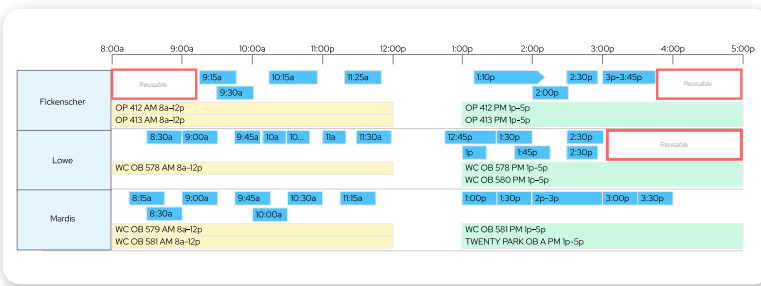 8:00a 9:00a 10:00a 11:00a 12:00p 1:00p 2:00p 3:00p 4:00p 5:00p
Fickenscher
Reusable 9:15a 10:15a 11:25a 1:10p 2:30p 3p-3:45p Reusable
9:30a 2:00p
OP 412 AM 8a-12p OP 412 PM 1p-5p
OP 413 AM 8a-12p OP 413 PM 1p-5p
Lowe
8:30a 9:00a 9:45a 10a 10... 11a 11:30a 12:45p 1:30p 2:30p Reusable
1p 1:45p 2:30p
WC OB 578 AM 8a-12p WC OB 578 PM 1p-5p
WC OB 580 PM 1p-5p
Mardis
8:15a 9:00a 9:45a 10:30a 11:15a 1:00p 1:30p 2p-3p 3:00p 3:30p
8:30a 10:00a
WC OB 579 AM 8a-12p WC OB 581 PM 1p-5p
WC OB 581 AM 8a-12p TWENTY PARK OB A PM 1p-5p